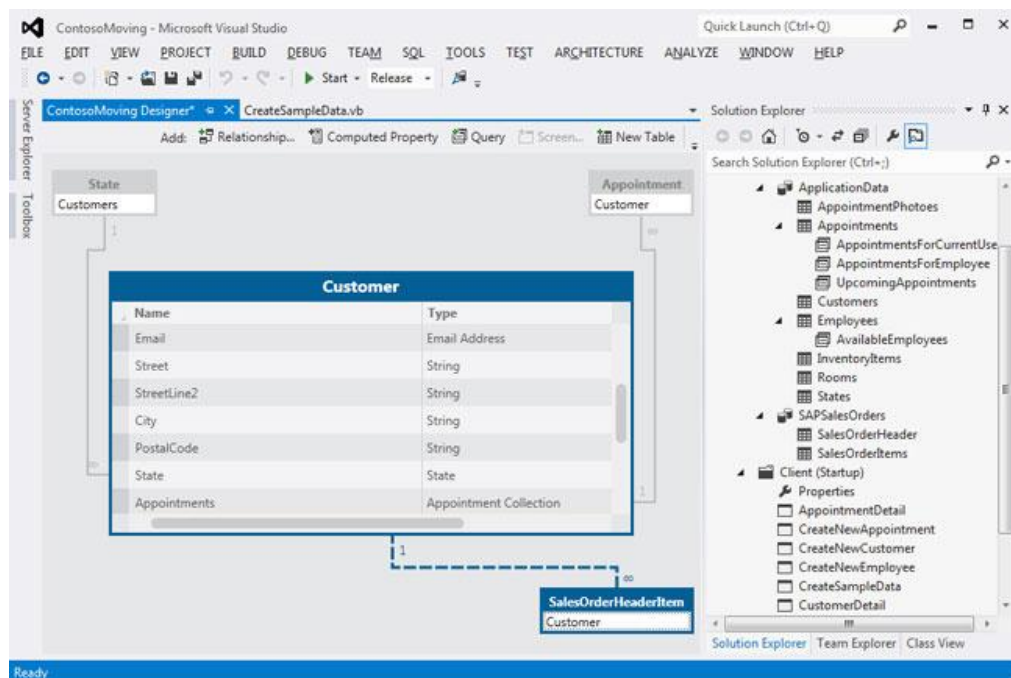 ContosoMoving - Microsoft Visual Studio
Quick Launch (Ctrl+Q)
FILE EDIT VIEW PROJECT BUILD DEBUG TEAM SQL TOOLS TEST ARCHITECTURE ANALYZE WINDOW HELP
Start Release
Server Explorer
Toolbox
ContosoMoving Designer* CreateSampleData.vb
Add: Relationship... Computed Property Query Screen... New Table
State
Customers
1
Appointment
Customer
∞
Customer
Name Type
Email Email Address
Street String
StreetLine2 String
City String
PostalCode String
State State
Appointments Appointment Collection
∞
1
1
∞
SalesOrderHeaderItem
Customer
Solution Explorer
Search Solution Explorer (Ctrl+;)
ApplicationData
AppointmentPhotoes
Appointments
AppointmentsForCurrentUse
AppointmentsForEmployee
UpcomingAppointments
Customers
Employees
AvailableEmployees
InventoryItems
Rooms
States
SAPSalesOrders
SalesOrderHeader
SalesOrderItems
Client (Startup)
Properties
AppointmentDetail
CreateNewAppointment
CreateNewCustomer
CreateNewEmployee
CreateSampleData
CustomerDetail
Solution Explorer Team Explorer Class View
Ready